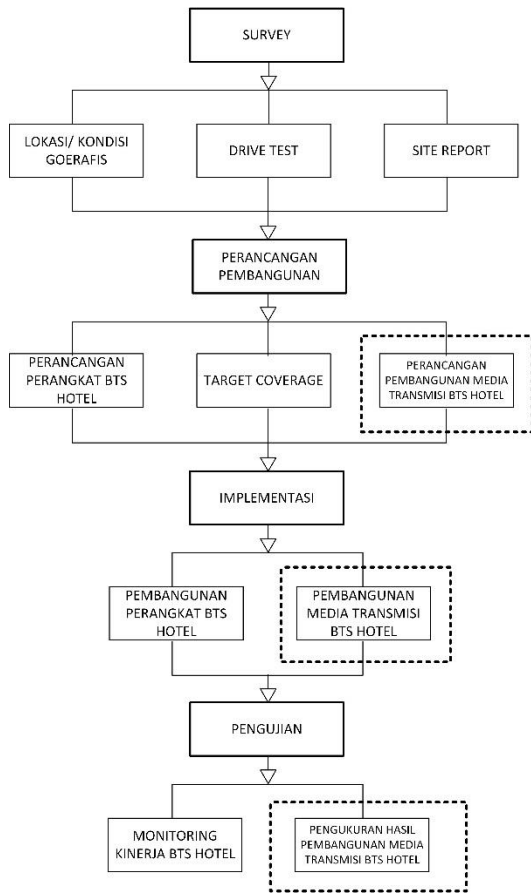 SURVEY
LOKASI/ KONDISI
GOERAFIS
DRIVE TEST
SITE REPORT
PERANCANGAN
PEMBANGUNAN
PERANCANGAN
PERANGKAT BTS
HOTEL
TARGET COVERAGE
PERANCANGAN
PEMBANGUNAN MEDIA
TRANSMISI BTS HOTEL
IMPLEMENTASI
PEMBANGUNAN
PERANGKAT BTS
HOTEL
PEMBANGUNAN
MEDIA TRANSMISI
BTS HOTEL
PENGUJIAN
MONITORING
KINERJA BTS HOTEL
PENGUKURAN HASIL
PEMBANGUNAN MEDIA
TRANSMISI BTS HOTEL